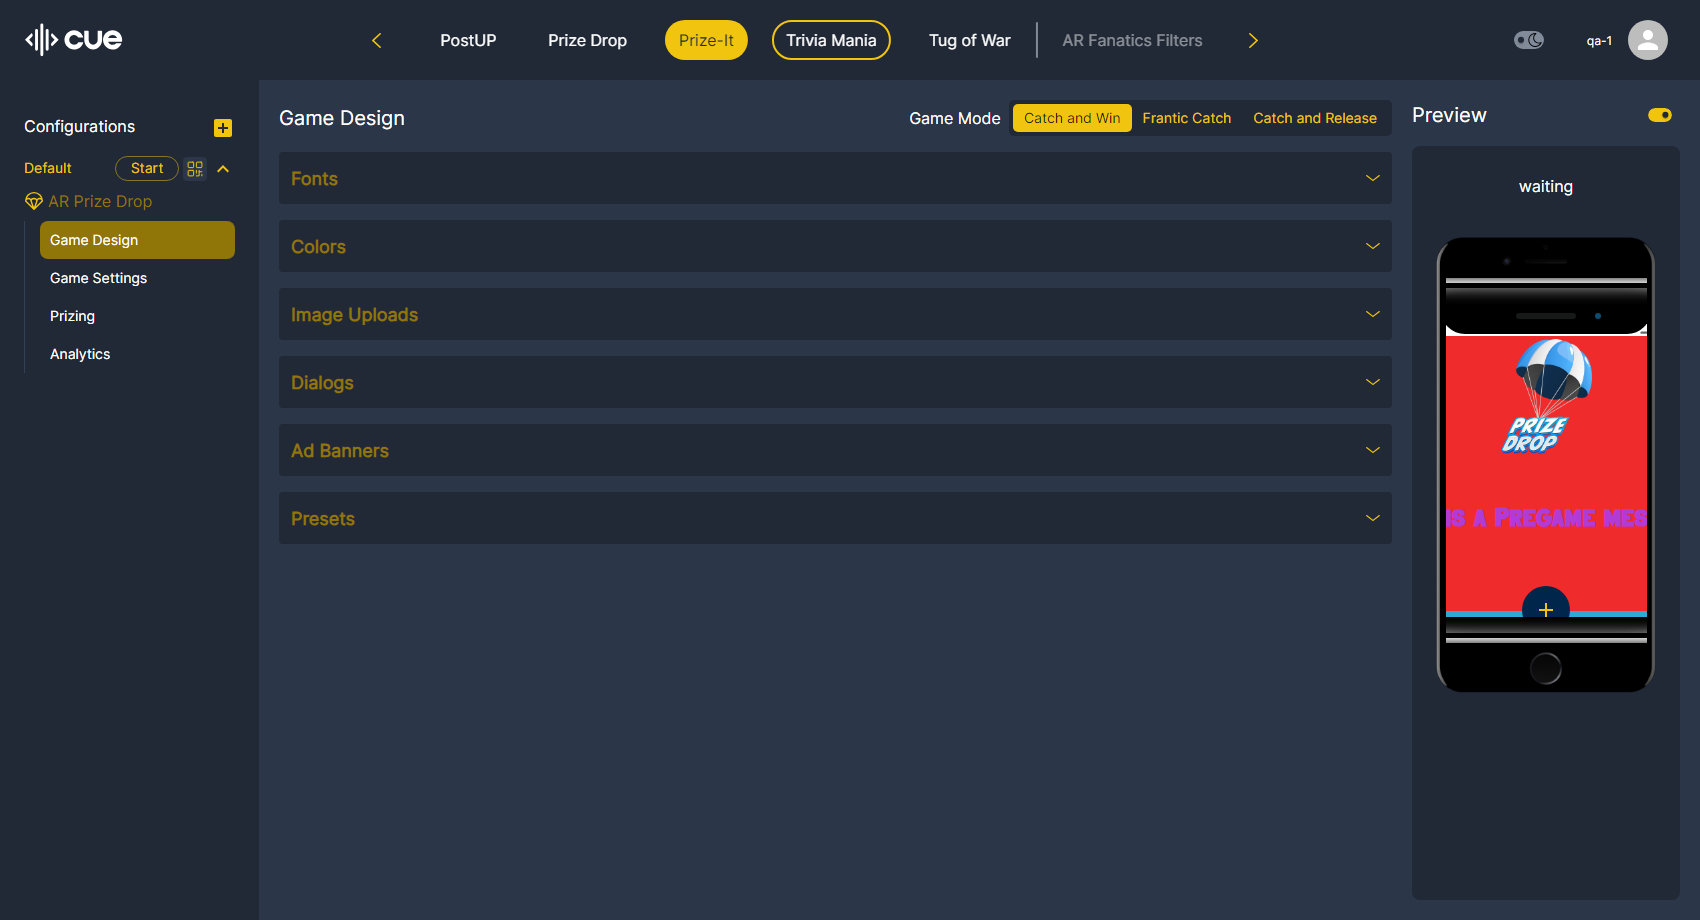 cue
PostUP
Prize Drop
Prize-It
Trivia Mania
Tug of War
AR Fanatics Filters
qa-1
Configurations
Default
Start
AR Prize Drop
Game Design
Game Settings
Prizing
Analytics
Game Design
Game Mode
Catch and Win
Frantic Catch
Catch and Release
Fonts
Colors
Image Uploads
Dialogs
Ad Banners
Presets
Preview
waiting
PRIZE
DROP
IS A PREGAME MES